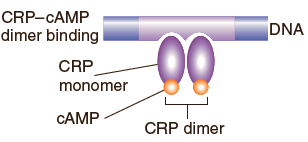 CRP–cAMP
dimer binding
DNA
CRP
monomer
cAMP
CRP dimer